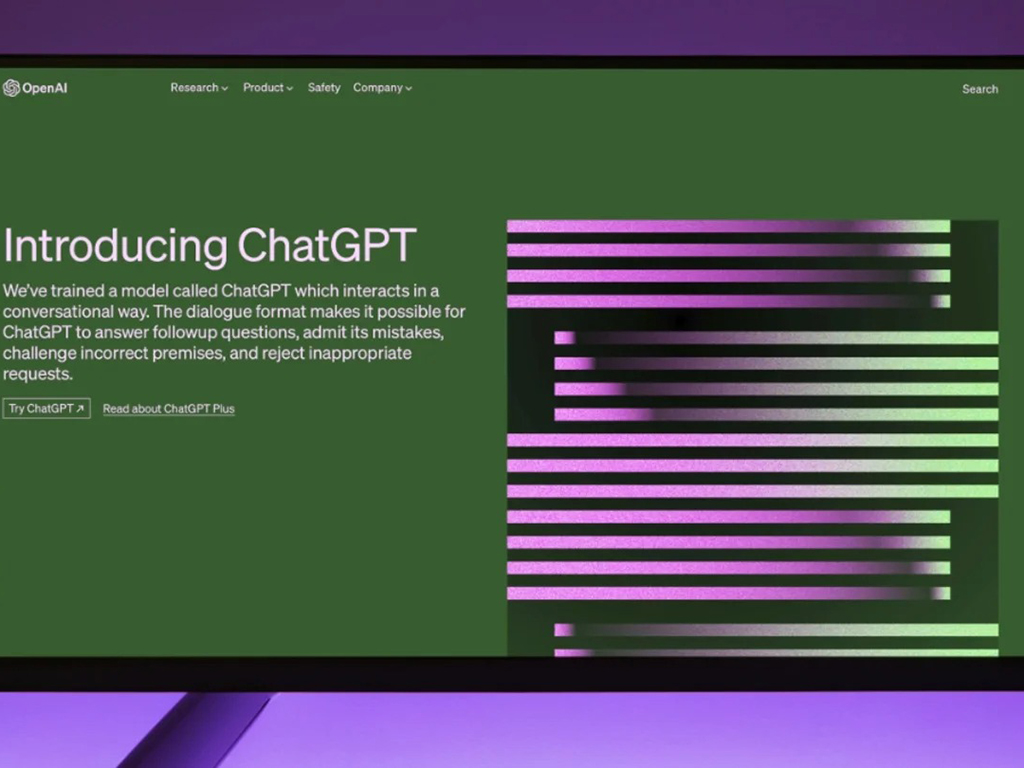 OpenAI
Research Product Safety Company
Search
Introducing ChatGPT
We've trained a model called ChatGPT which interacts in a
conversational way. The dialogue format makes it possible for
ChatGPT to answer followup questions, admit its mistakes,
challenge incorrect premises, and reject inappropriate
requests.
Try ChatGPT ↗
Read about ChatGPT Plus